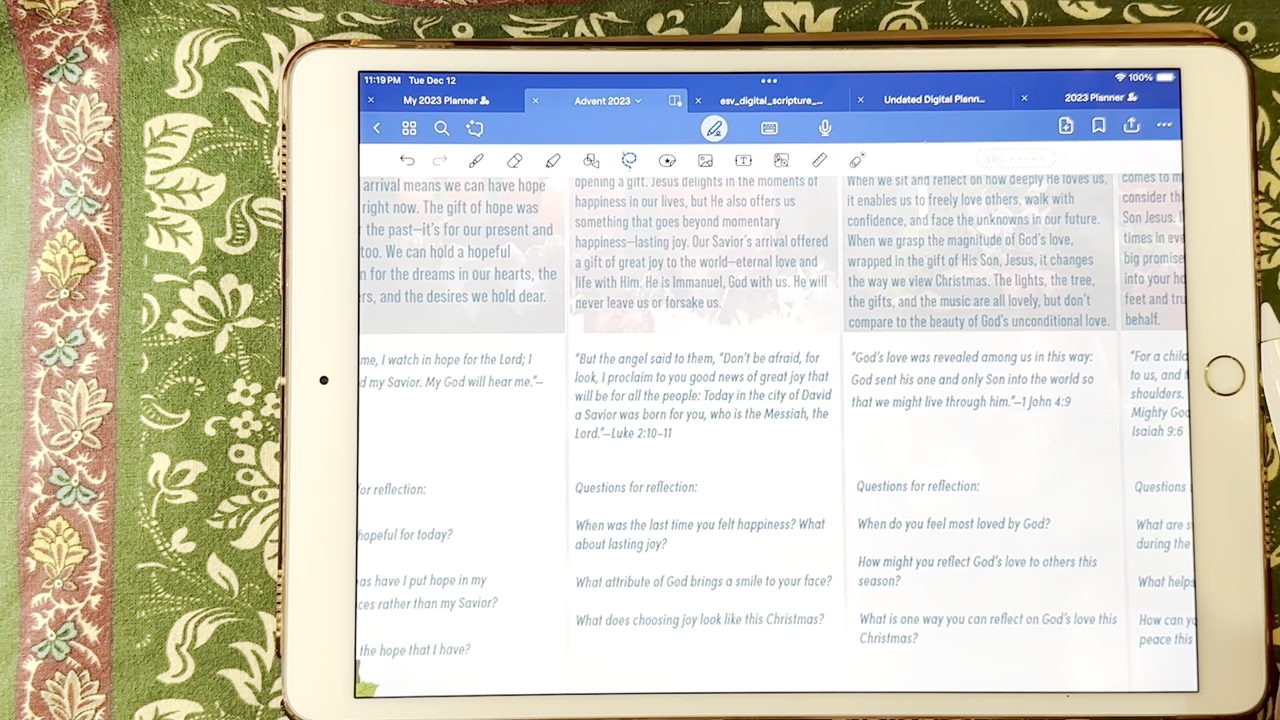 11:19 PM Tue Dec 12
100%
My 2023 Planner
Advent 2023
esv_digital_scripture_...
Undated Digital Plann...
2023 Planner
arrival means we can have hope
right now. The gift of hope was
the past—it's for our present and
too. We can hold a hopeful
for the dreams in our hearts, the
and the desires we hold dear.
me, I watch in hope for the Lord; I
my Savior. My God will hear me."—
for reflection:
hopeful for today?
have I put hope in my
rather than my Savior?
the hope that I have?
opening a gift. Jesus delights in the moments of
happiness in our lives, but He also offers us
something that goes beyond momentary
happiness—lasting joy. Our Savior's arrival offered
a gift of great joy to the world—eternal love and
life with Him. He is Immanuel, God with us. He will
never leave us or forsake us.
"But the angel said to them, "Don't be afraid, for
look, I proclaim to you good news of great joy that
will be for all the people: Today in the city of David
a Savior was born for you, who is the Messiah, the
Lord."—Luke 2:10–11
Questions for reflection:
When was the last time you felt happiness? What
about lasting joy?
What attribute of God brings a smile to your face?
What does choosing joy look like this Christmas?
When we sit and reflect on how deeply He loves us,
it enables us to freely love others, walk with
confidence, and face the unknowns in our future.
When we grasp the magnitude of God's love,
wrapped in the gift of His Son, Jesus, it changes
the way we view Christmas. The lights, the tree,
the gifts, and the music are all lovely, but don't
compare to the beauty of God's unconditional love.
"God's love was revealed among us in this way:
God sent his one and only Son into the world so
that we might live through him."—1 John 4:9
Questions for reflection:
When do you feel most loved by God?
How might you reflect God's love to others this
season?
What is one way you can reflect on God's love this
Christmas?
comes to
consider
Son Jesus.
times in
big promise
into your
feet and
behalf.
"For a child
to us, and
shoulders.
Mighty
Isaiah 9:6
Questions
What are
during the
What
How can
peace this